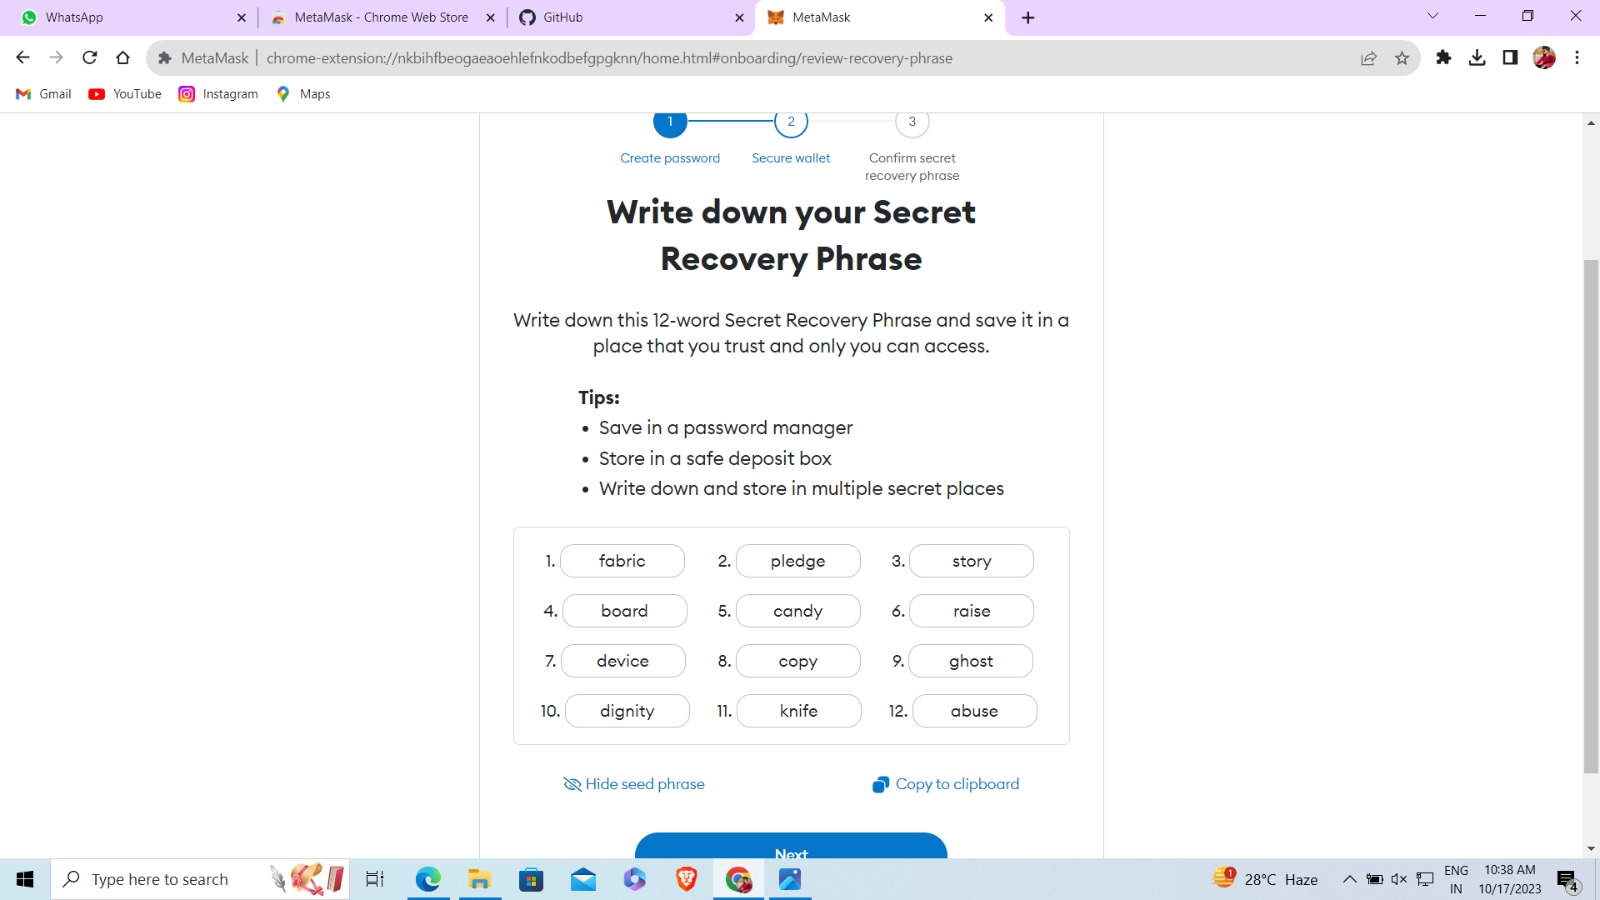 WhatsApp
MetaMask - Chrome Web Store
GitHub
MetaMask
MetaMask | chrome-extension://nkbihfbeogaeaoehlefnkodbefgpgknn/home.html#onboarding/review-recovery-phrase
Gmail
YouTube
Instagram
Maps
1
2
3
Create password
Secure wallet
Confirm secret
recovery phrase
Write down your Secret
Recovery Phrase
Write down this 12-word Secret Recovery Phrase and save it in a
place that you trust and only you can access.
Tips:
• Save in a password manager
• Store in a safe deposit box
• Write down and store in multiple secret places
1. fabric
2. pledge
3. story
4. board
5. candy
6. raise
7. device
8. copy
9. ghost
10. dignity
11. knife
12. abuse
Hide seed phrase
Copy to clipboard
Next
Type here to search
1
28°C Haze
ENG
IN
10:38 AM
10/17/2023
4